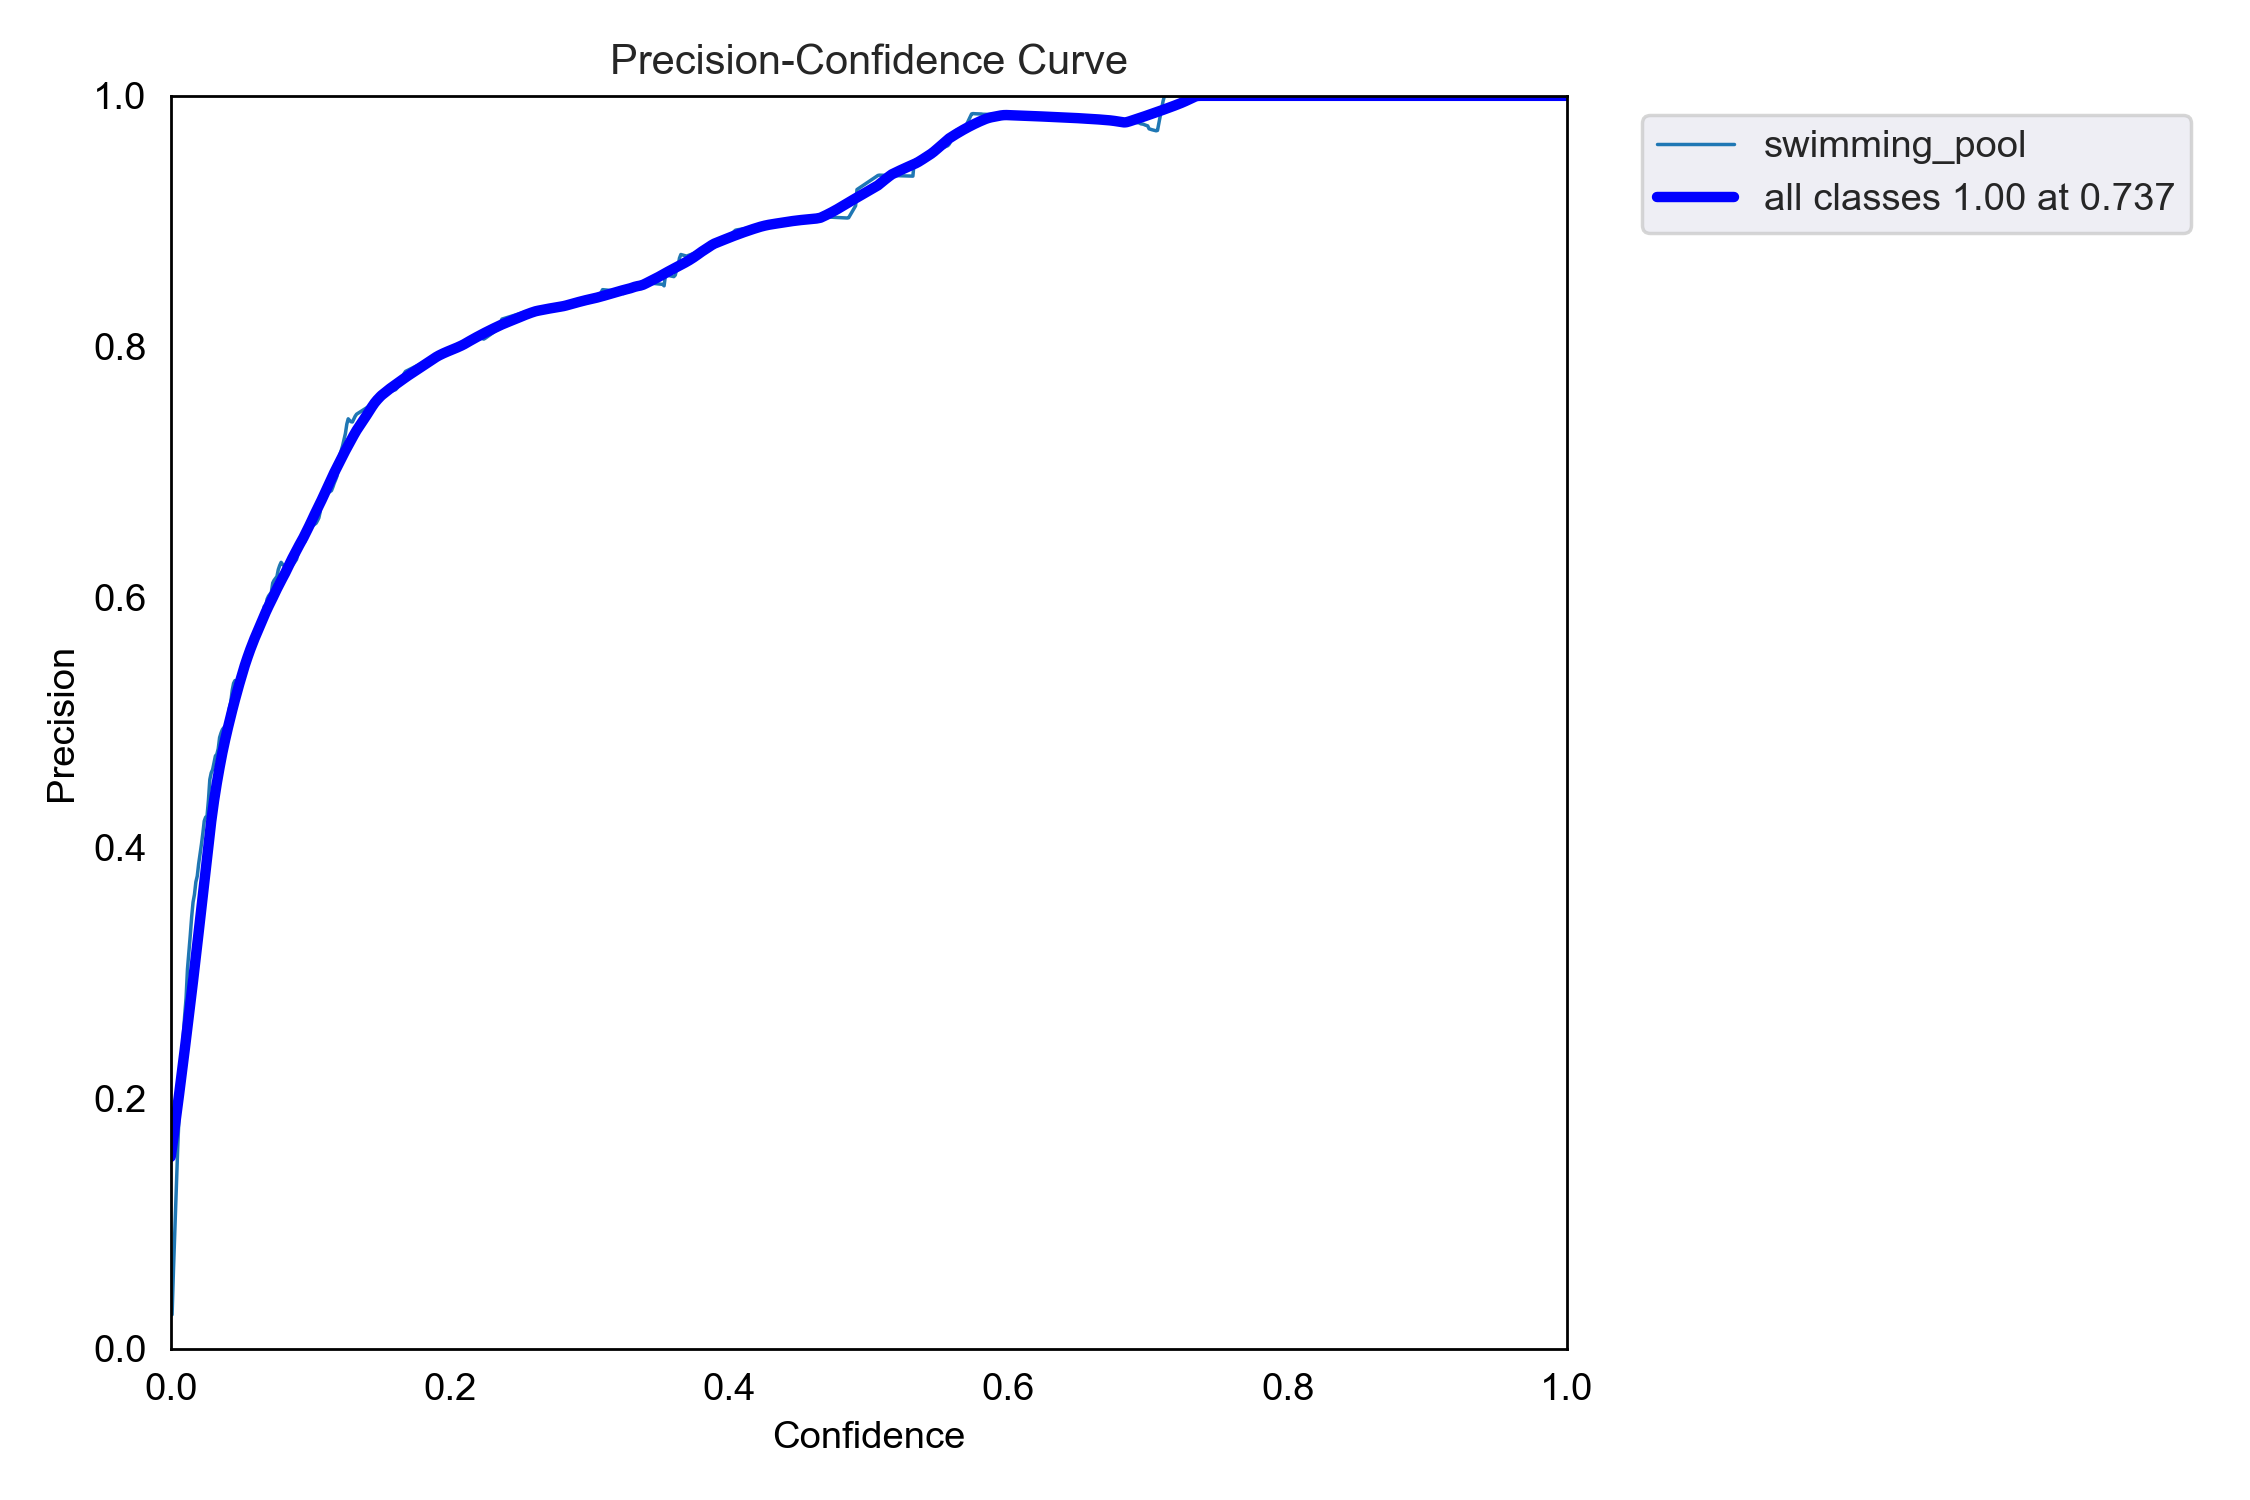 Precision-Confidence Curve
1.0
0.8
0.6
0.4
0.2
0.0
Precision
0.0 0.2 0.4 0.6 0.8 1.0
Confidence
swimming_pool
all classes 1.00 at 0.737